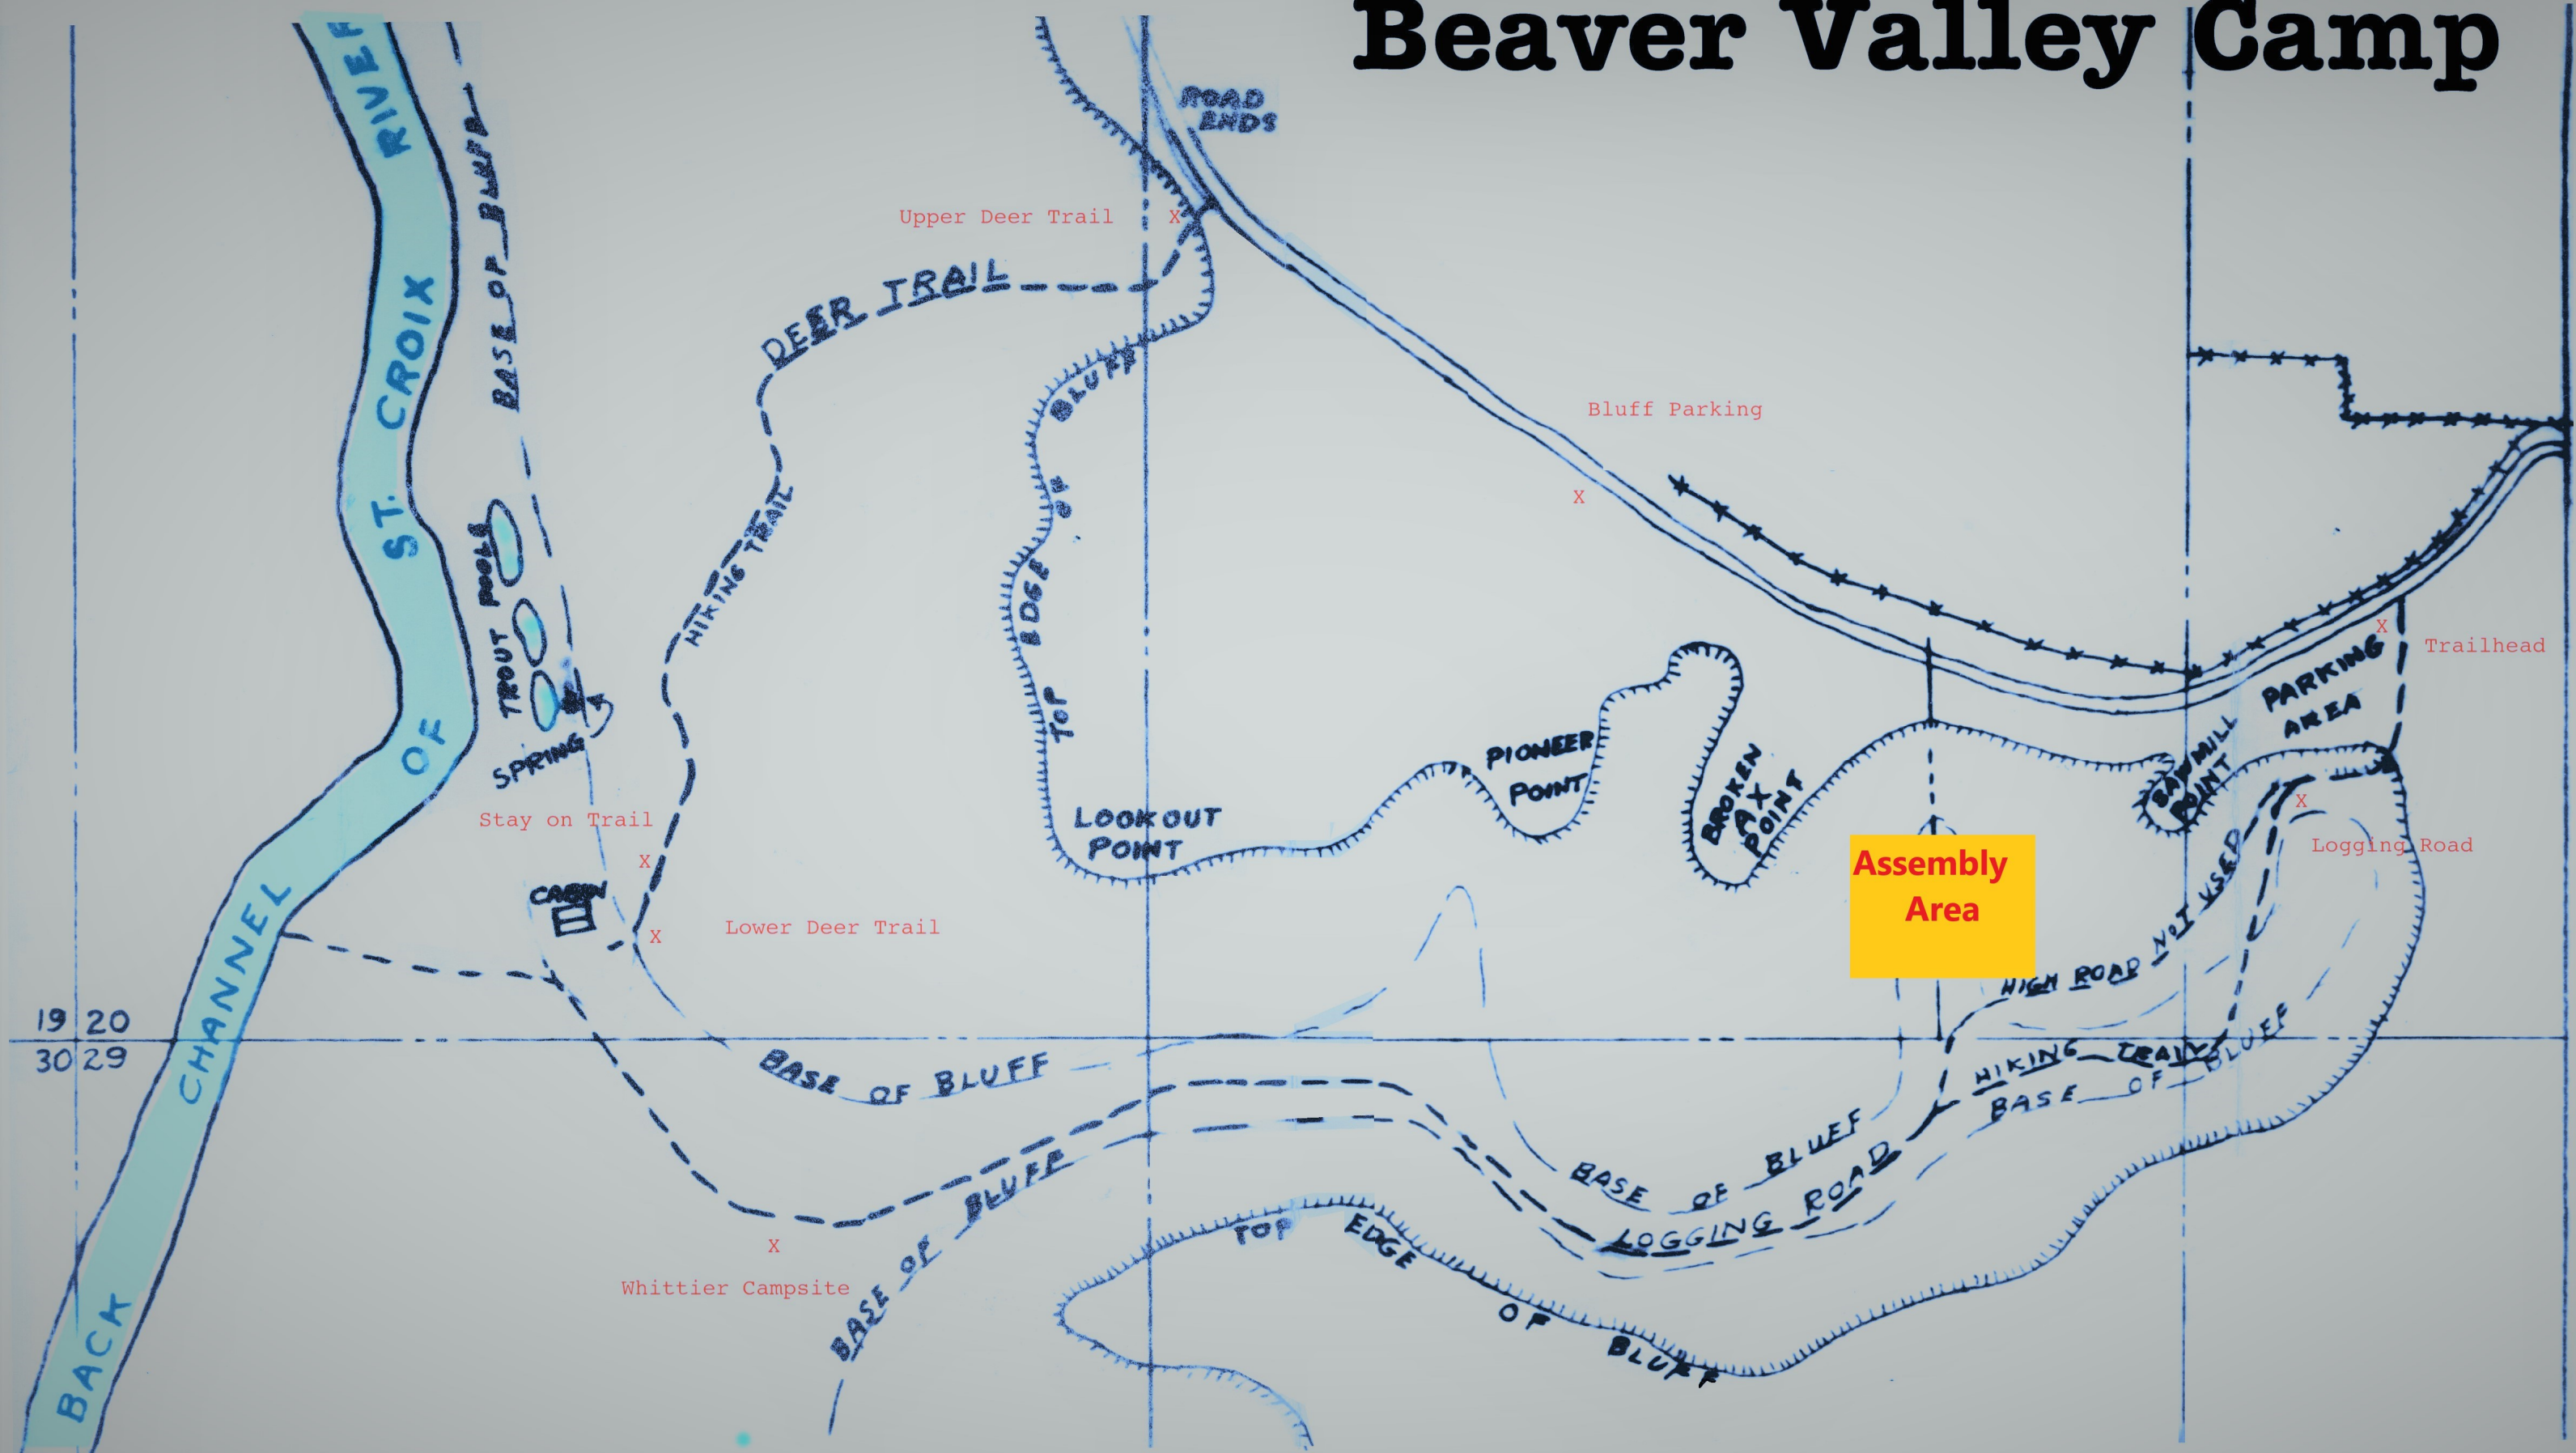 Beaver Valley Camp
ROAD
ENDS
BASE OF BLUFF
RIVER
Upper Deer Trail X
DEER TRAIL
ST. CROIX
BLUFF
OF
EDGE
TOP
Bluff Parking
X
HIKING TRAIL
TROUT POOLS
SPRING
X
Trailhead
PARKING
AREA
PIONEER
POINT
BROKEN
AX
POINT
SAWMILL
POINT
OF
Stay on Trail
X
LOOKOUT
POINT
X
Logging Road
Assembly
Area
CABIN
X
Lower Deer Trail
HIGH ROAD NOT USED
CHANNEL
19 20
30 29
BASE OF BLUFF
HIKING TRAIL
BASE OF BLUFF
BASE OF BLUFF
LOGGING ROAD
BASE OF BLUFF
X
Whittier Campsite
TOP EDGE
OF BLUFF
BACK